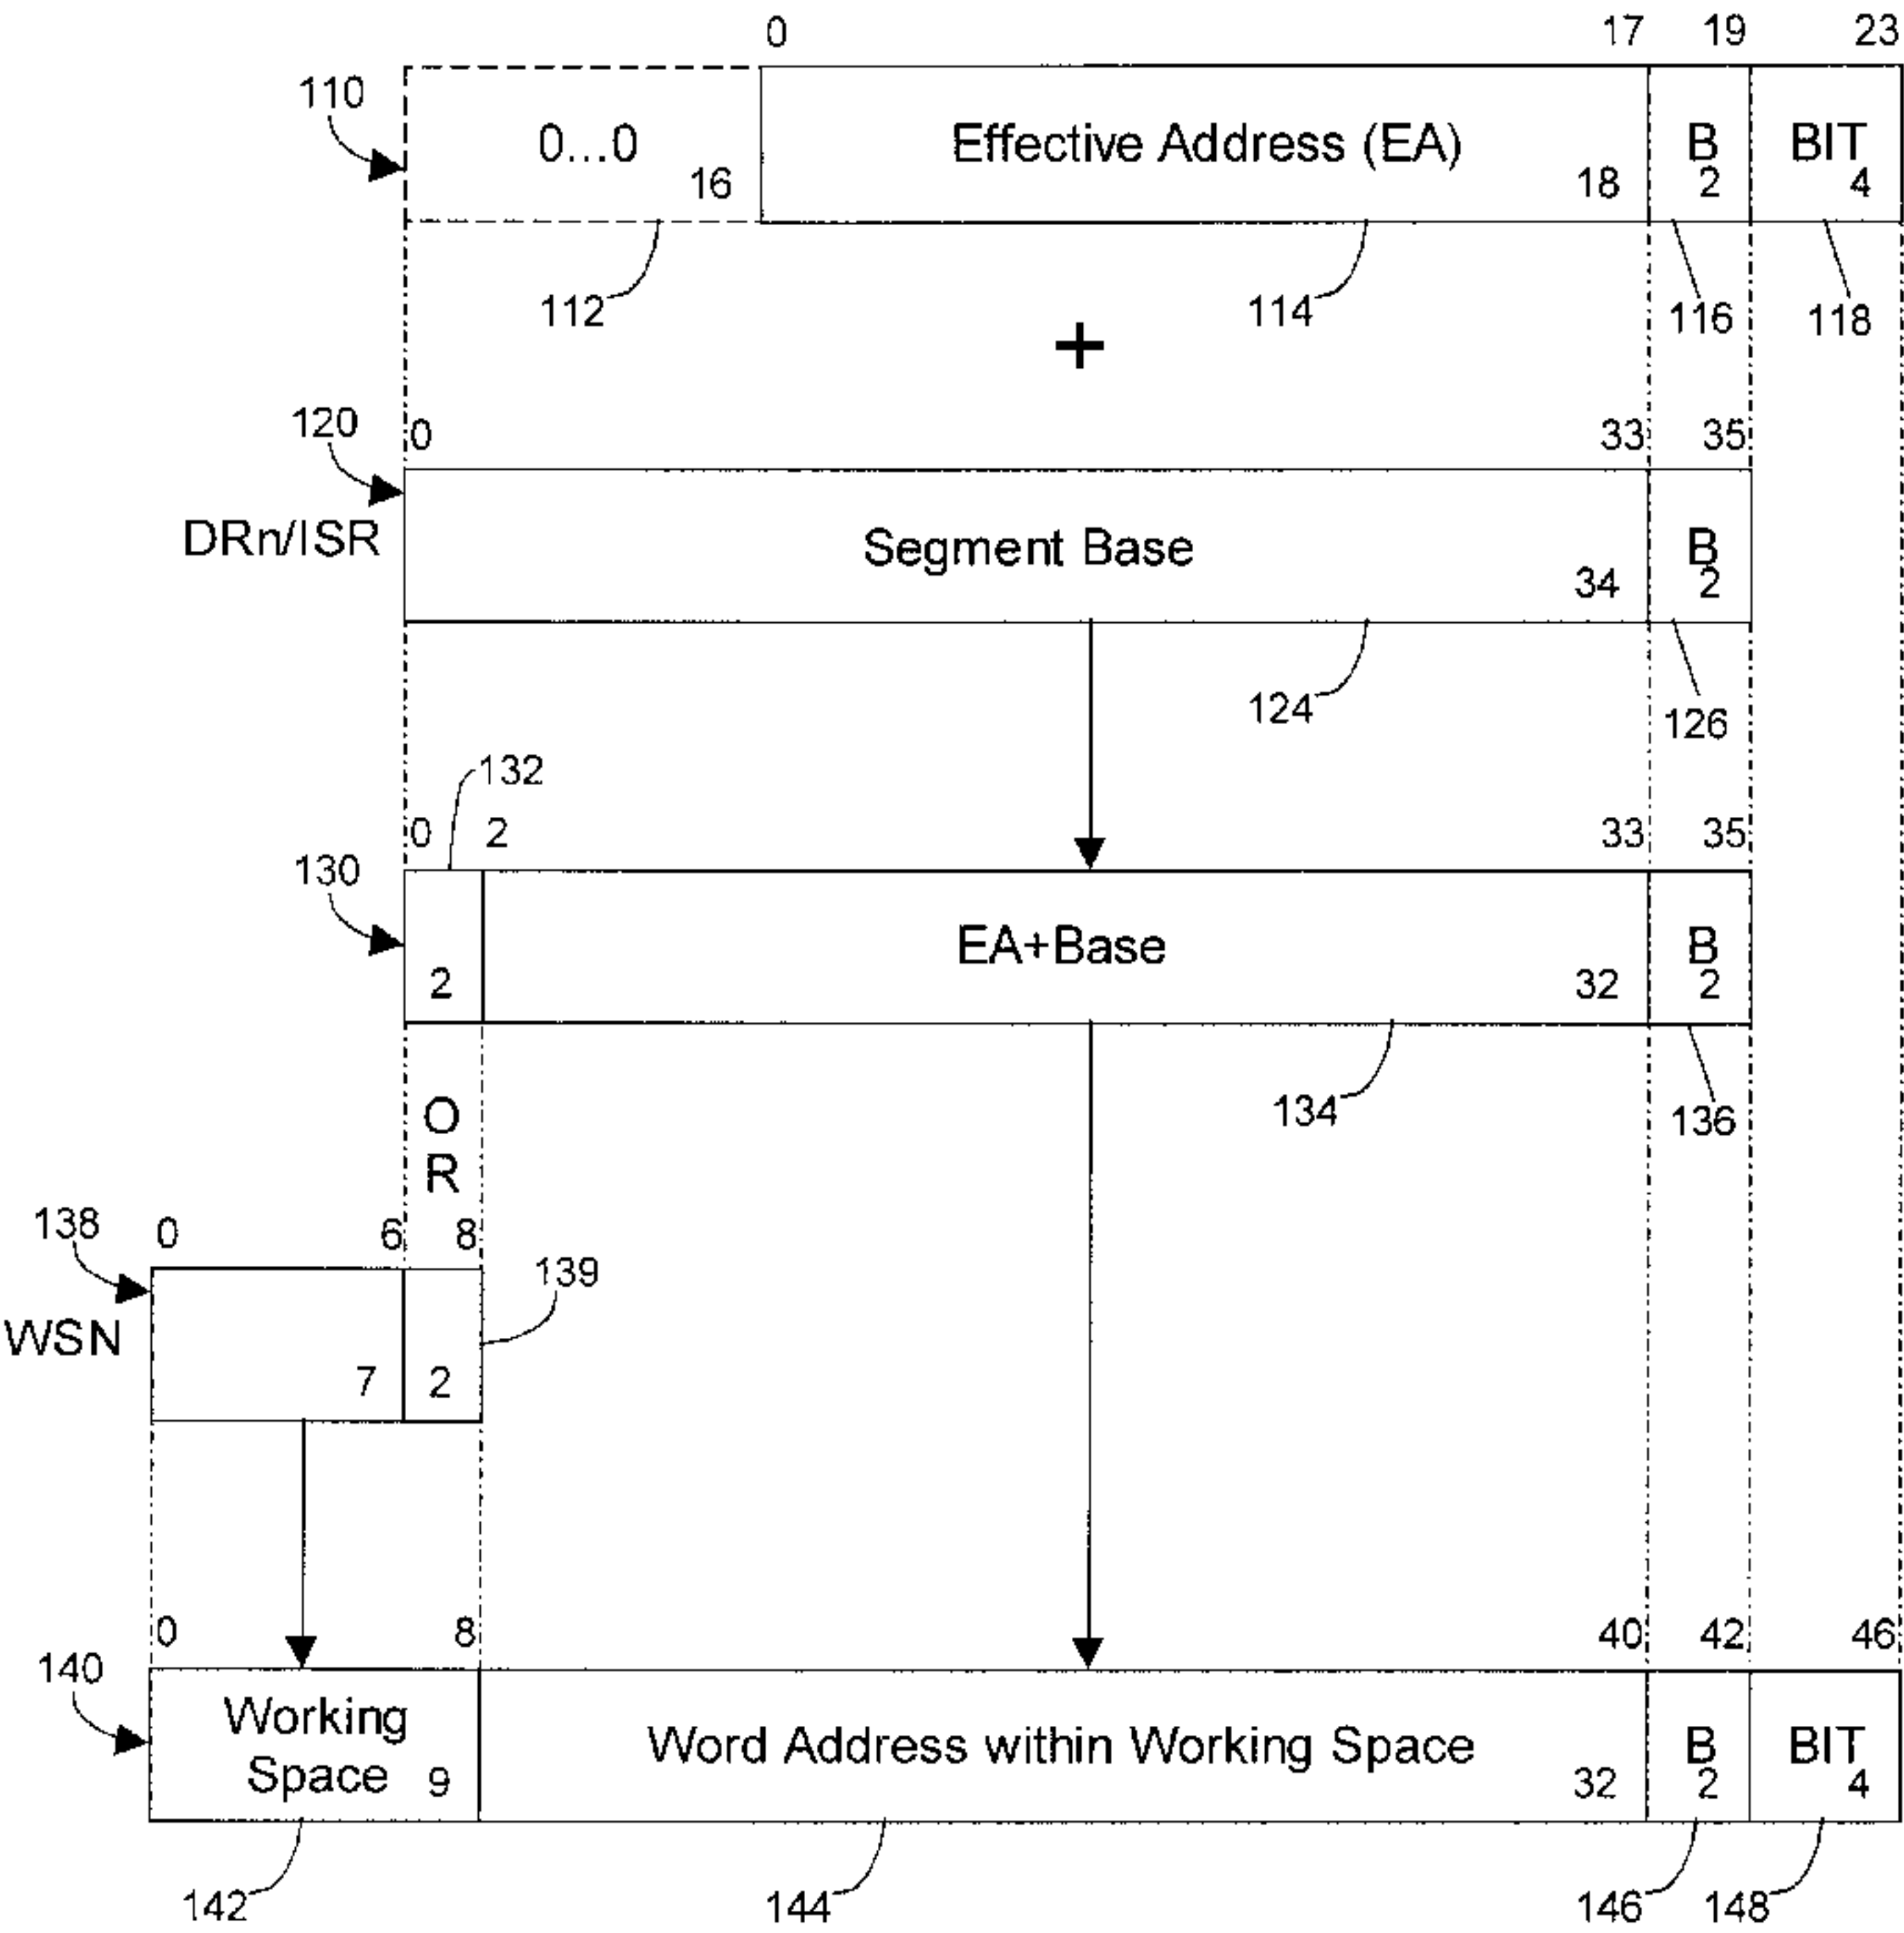 0 17 19 23
110
0...0 Effective Address (EA) B BIT
16 18 2 4
112 114 116 118
+
120 0 33 35
DRn/ISR Segment Base B
34 2
124 126
132
0 2 33 35
130
EA+Base B
2 32 2
134 136
O
R
138 0 6 8
139
WSN
7 2
0 8 40 42 46
140
Working
Space 9
Word Address within Working Space
32
B
2
BIT
4
142 144 146 148